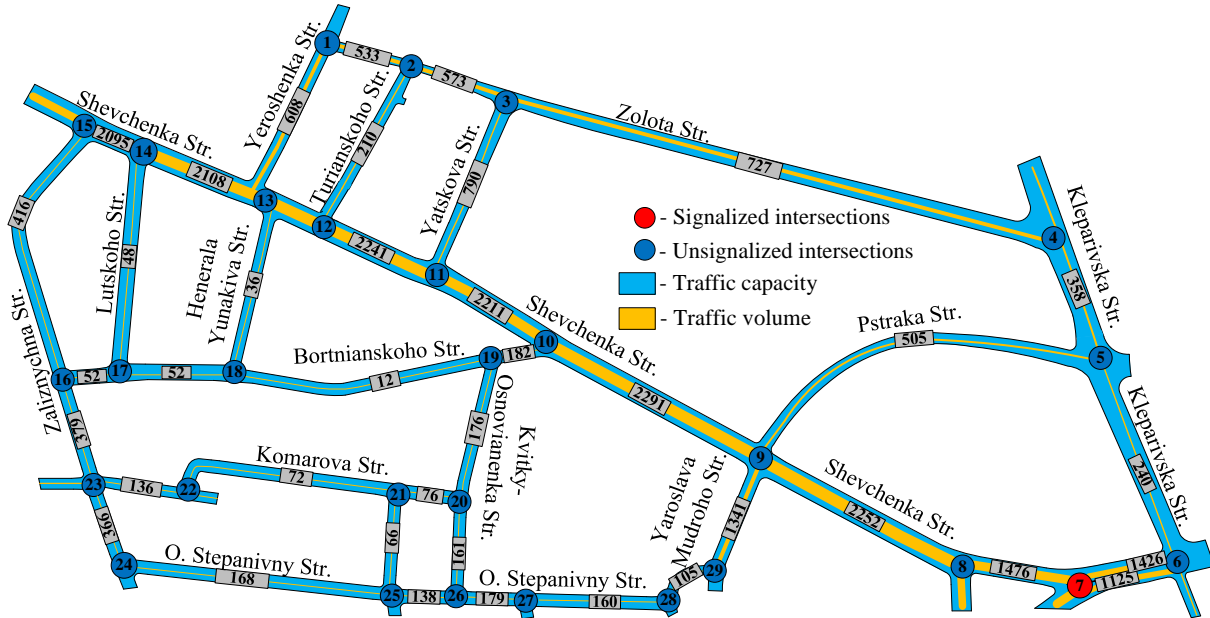 Shevchenka Str.
Yeroshenka Str.
Turianskoho Str.
Yatskova Str.
Zolota Str.
Kleparivska Str.
1
533
2
573
3
608
210
790
727
15
2095
14
2108
13
12
2241
11
2211
10
4
358
5
416
Lutskoho Str.
48
Henerala
Yunakiva Str.
36
- Signalized intersections
- Unsignalized intersections
- Traffic capacity
- Traffic volume
Shevchenka Str.
2291
Pstraka Str.
505
Zaliznychna Str.
16
52
17
52
18
Bortnianskoho Str.
12
19
182
Kvitky-
Osnovianenka Str.
176
Kleparivska Str.
240
379
23
136
22
Komarova Str.
72
21
76
20
Yaroslava
Mudroho Str.
1341
9
Shevchenka Str.
2252
366
24
O. Stepanivny Str.
168
66
25
138
161
26
O. Stepanivny Str.
179
27
160
28
105
29
8
1476
7
1426
1125
6